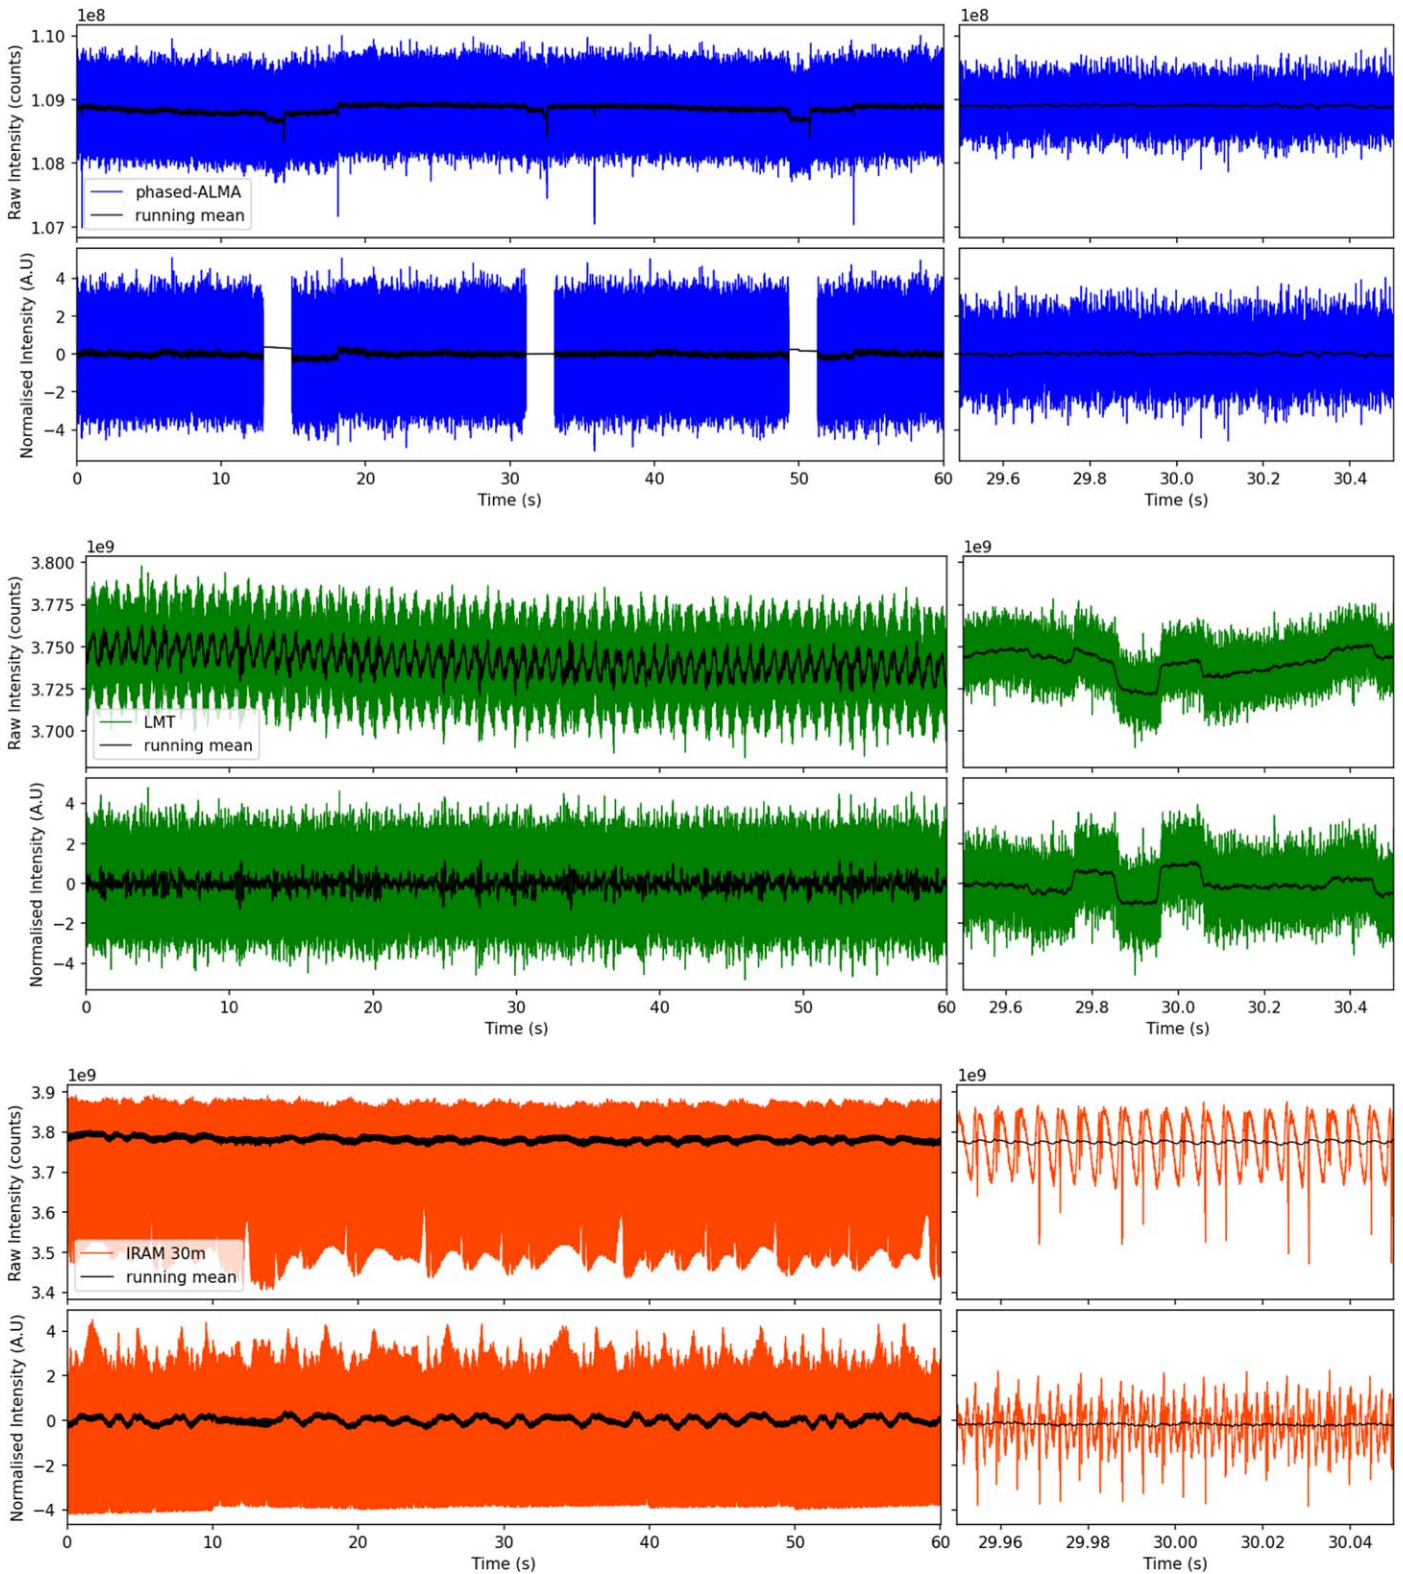 1e8
1.10
1.09
1.08
1.07
Raw Intensity (counts)
phased-ALMA
running mean
1e8
4
2
0
−2
−4
Normalised Intensity (A.U)
0 10 20 30 40 50 60
Time (s)
29.6 29.8 30.0 30.2 30.4
Time (s)
1e9
3.800
3.775
3.750
3.725
3.700
Raw Intensity (counts)
LMT
running mean
1e9
4
2
0
−2
−4
Normalised Intensity (A.U)
0 10 20 30 40 50 60
Time (s)
29.6 29.8 30.0 30.2 30.4
Time (s)
1e9
3.9
3.8
3.7
3.6
3.5
3.4
Raw Intensity (counts)
IRAM 30m
running mean
1e9
4
2
0
−2
−4
Normalised Intensity (A.U)
0 10 20 30 40 50 60
Time (s)
29.96 29.98 30.00 30.02 30.04
Time (s)